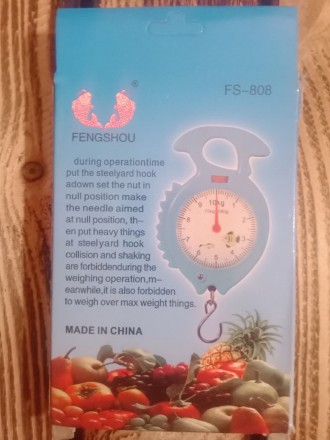 ®
FENGSHOU
FS-808
during operationtime
put the steelyard hook
adown set the nut in
null position make
the needle aimed
at null position, th-
en put heavy things
at steelyard hook
collision and shaking
are forbiddenduring the
weighing operation,m-
eanwhile,it is also forbidden
to weigh over max weight things.
10kg
MADE IN CHINA